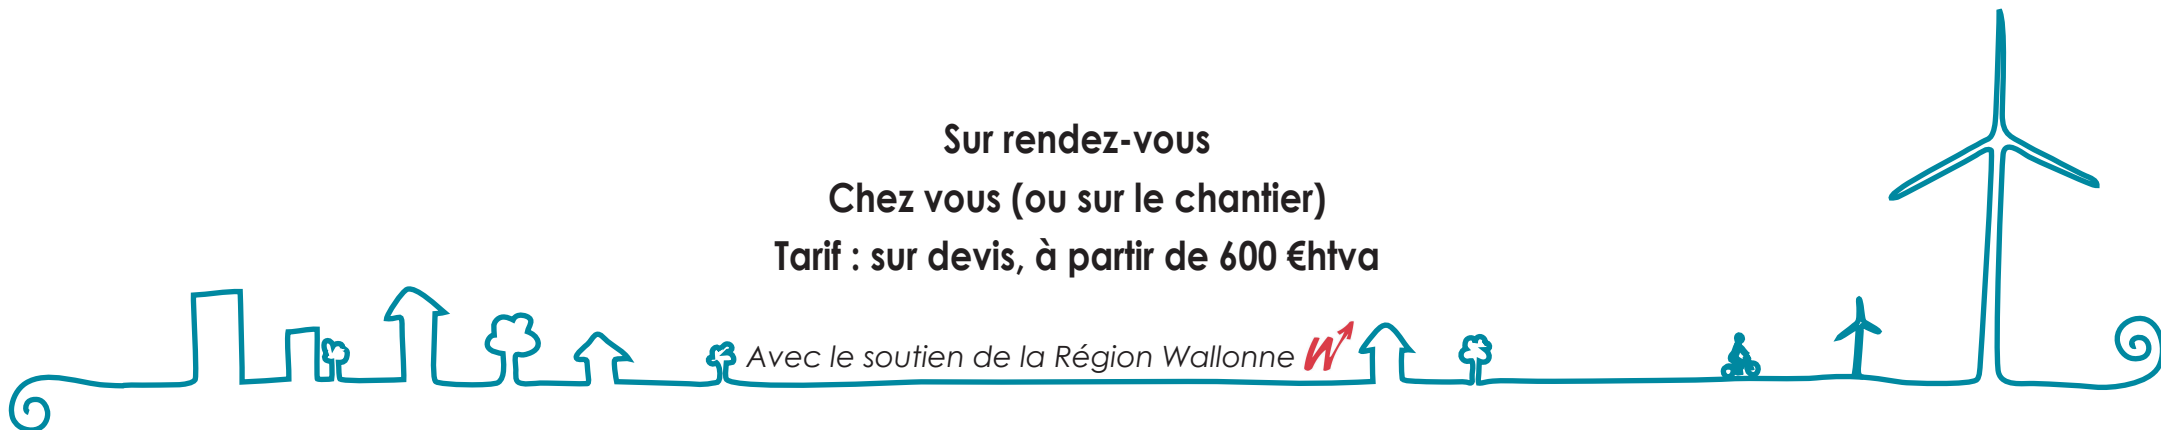 Sur rendez-vous
Chez vous (ou sur le chantier)
Tarif : sur devis, à partir de 600 €htva
Avec le soutien de la Région Wallonne W